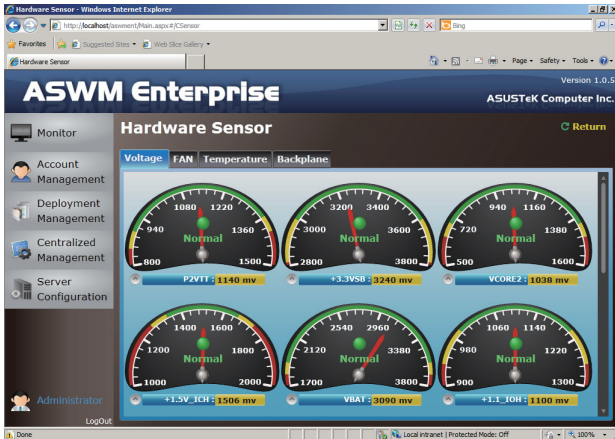 Hardware Sensor - Windows Internet Explorer
http://localhost/aswment/Main.aspx#/CSensor
Bing
Favorites
Suggested Sites
Web Slice Gallery
Hardware Sensor
Page
Safety
Tools
Version 1.0.5
ASWM Enterprise
ASUSTeK Computer Inc.
Monitor
Account Management
Deployment Management
Centralized Management
Server Configuration
Administrator
LogOut
Hardware Sensor
Return
Voltage FAN Temperature Backplane
800 940 1080 1220 1360 1500
Normal
P2VTT : 1140 mv
2800 3000 3200 3400 3600 3800
Normal
+3.3VSB : 3240 mv
500 720 940 1160 1380 1600
Normal
VCORE2 : 1038 mv
1000 1200 1400 1600 1800 2000
Normal
+1.5V_ICH : 1506 mv
1700 2120 2540 2960 3380 3800
Normal
VBAT : 3090 mv
900 980 1060 1140 1220 1300
Normal
+1.1_IOH : 1100 mv
Done
Local intranet | Protected Mode: Off
100%